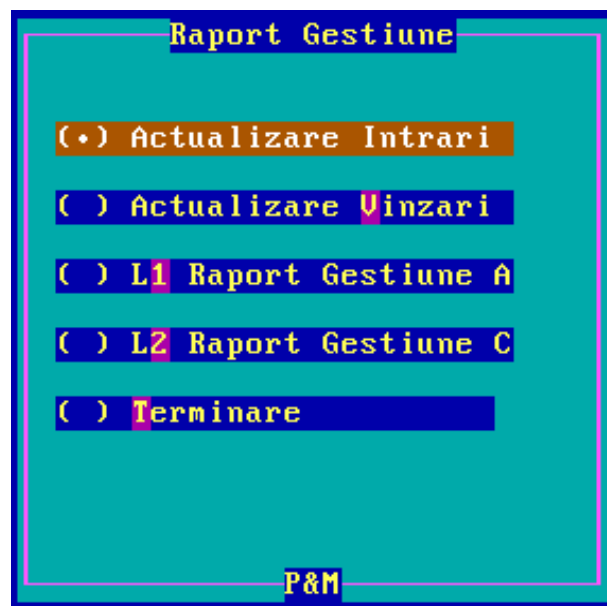 Raport Gestiune
(•) Actualizare Intrari
( ) Actualizare Vinzari
( ) L1 Raport Gestiune A
( ) L2 Raport Gestiune C
( ) Terminare
P&M